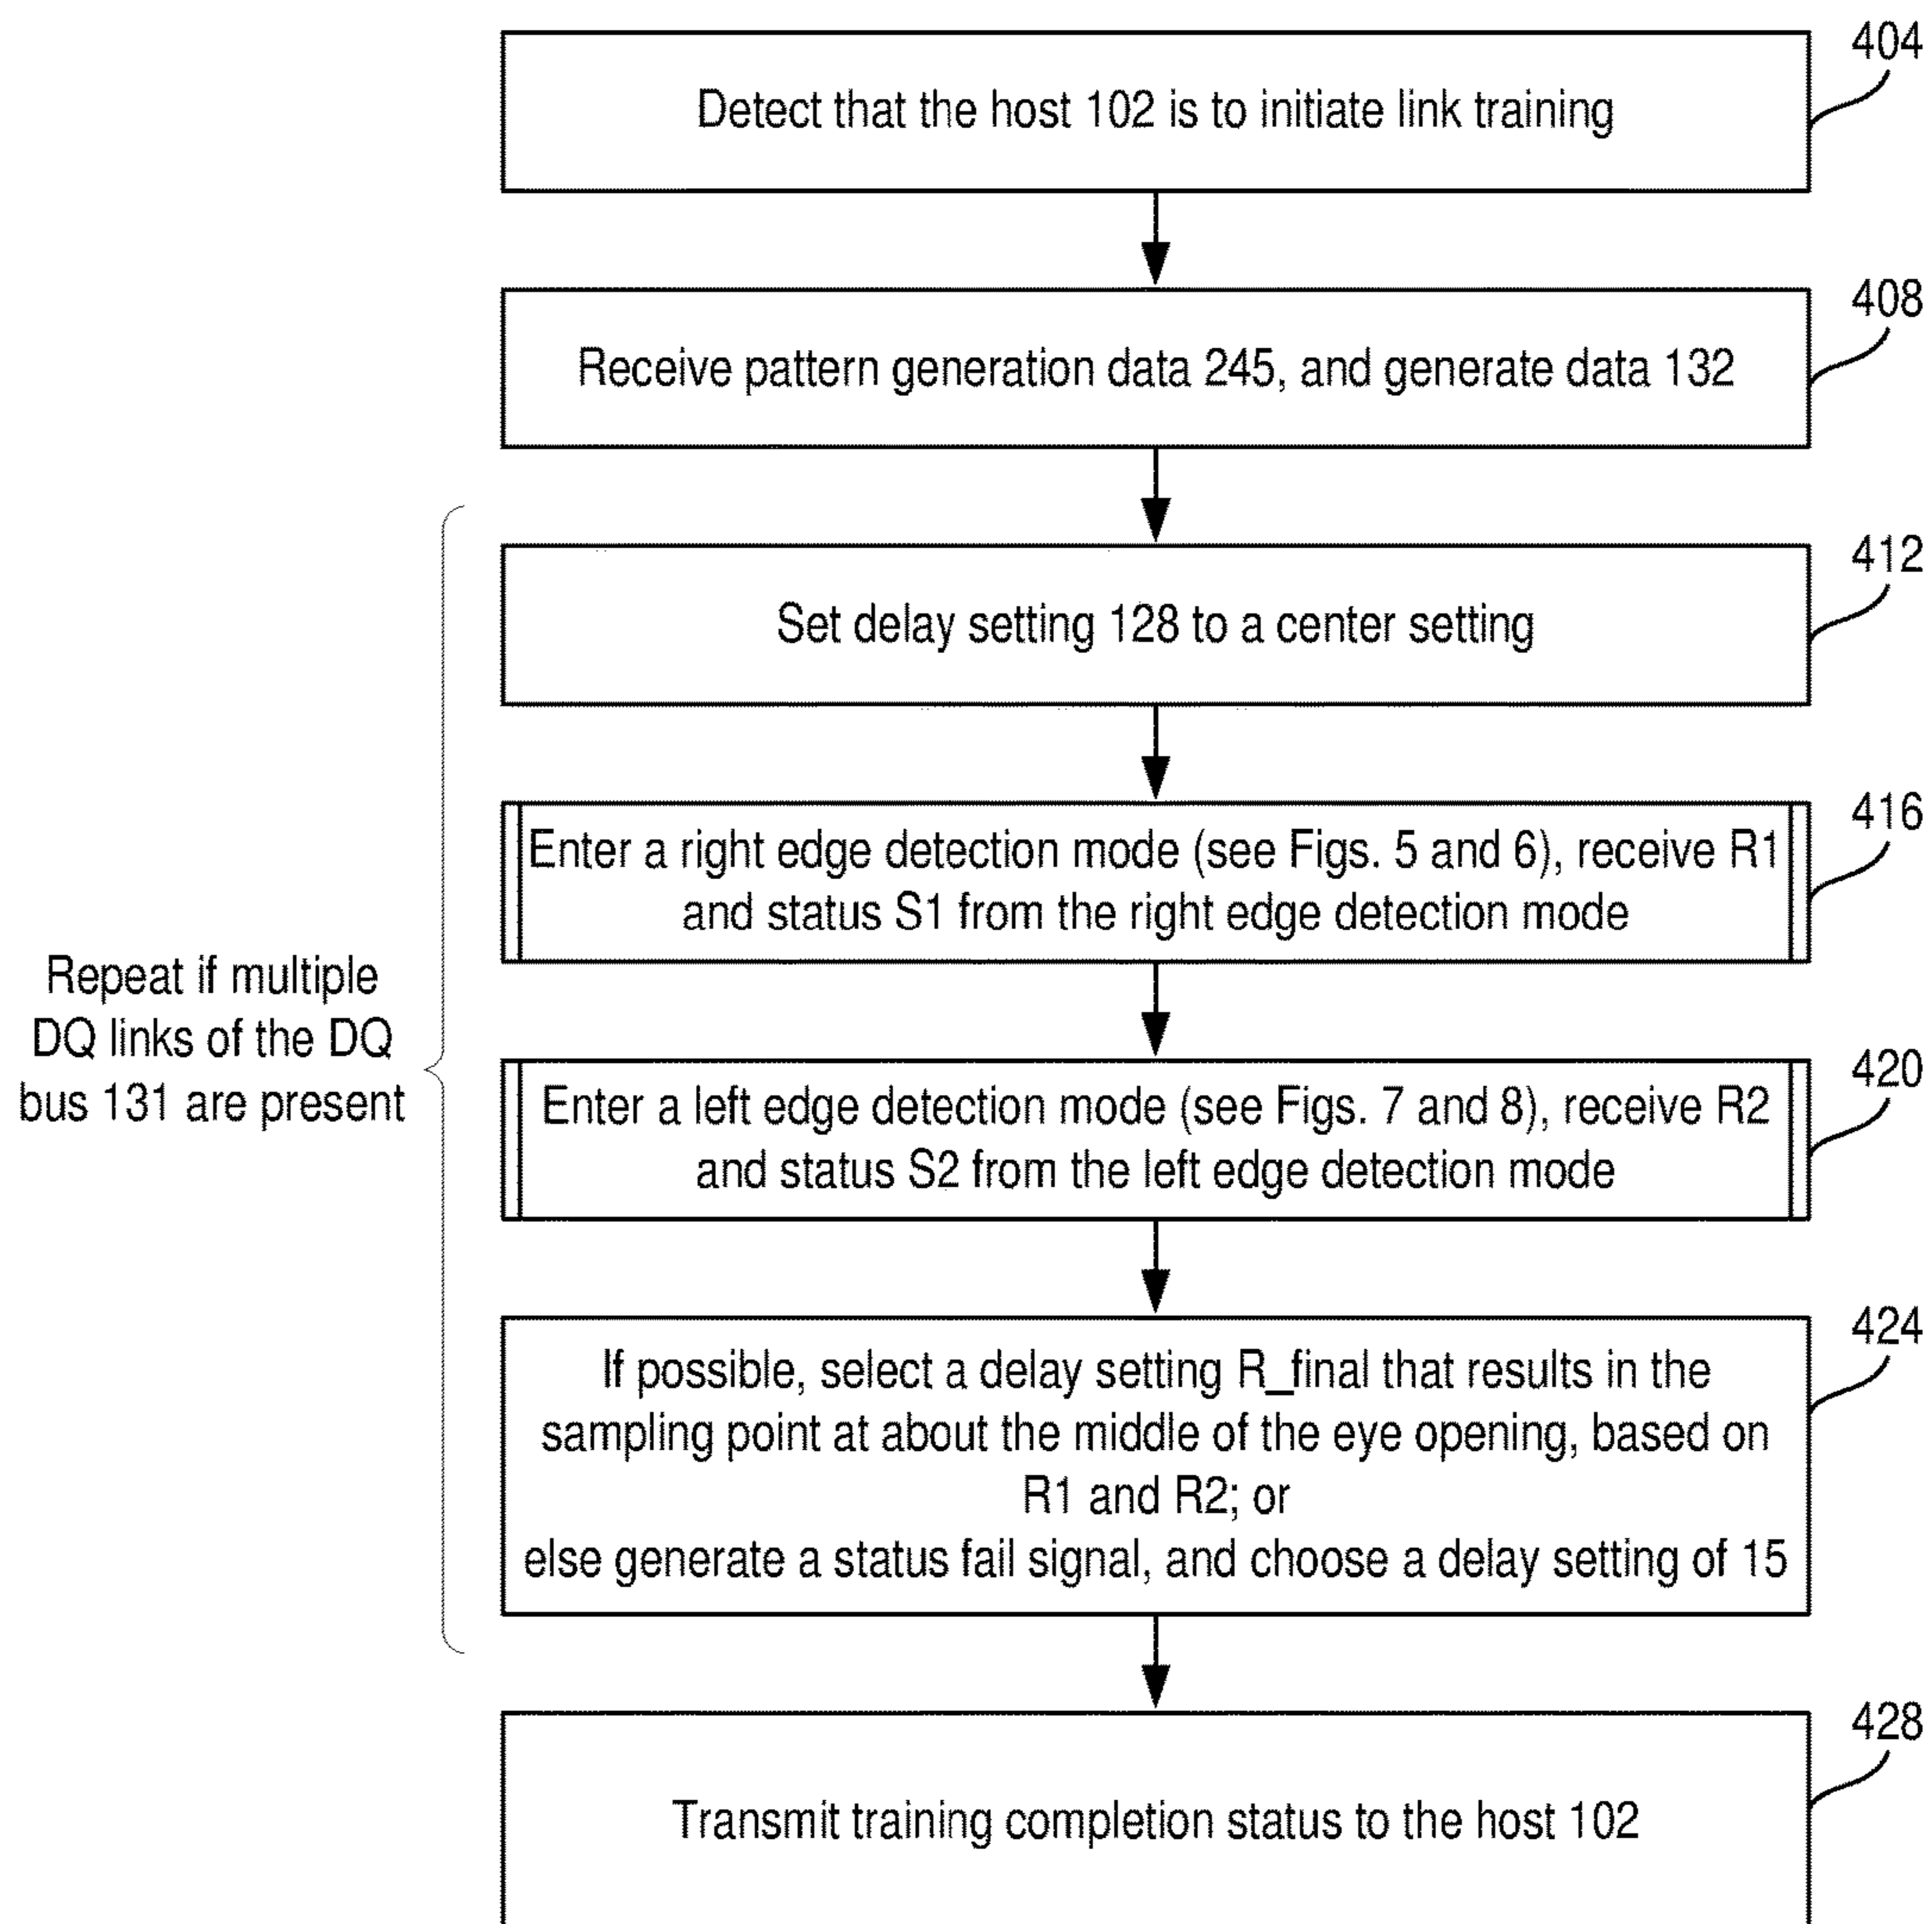 404
Detect that the host 102 is to initiate link training
408
Receive pattern generation data 245, and generate data 132
412
Set delay setting 128 to a center setting
416
Enter a right edge detection mode (see Figs. 5 and 6), receive R1
and status S1 from the right edge detection mode
Repeat if multiple
DQ links of the DQ
bus 131 are present
420
Enter a left edge detection mode (see Figs. 7 and 8), receive R2
and status S2 from the left edge detection mode
424
If possible, select a delay setting R_final that results in the
sampling point at about the middle of the eye opening, based on
R1 and R2; or
else generate a status fail signal, and choose a delay setting of 15
428
Transmit training completion status to the host 102